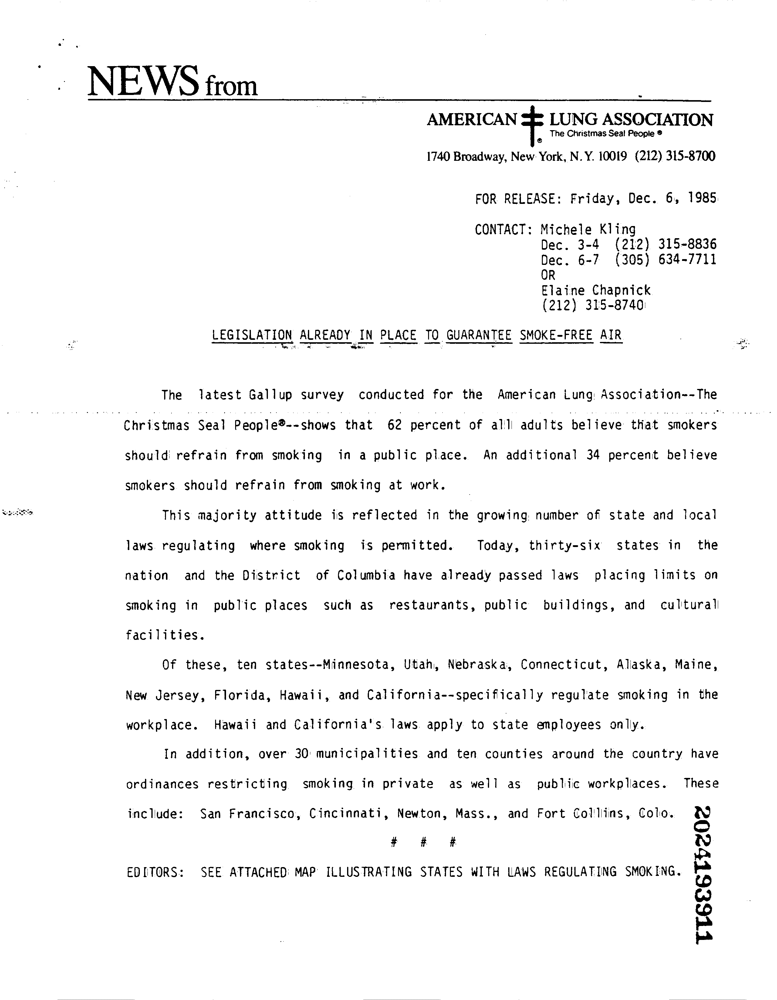 NEWS from
AMERICAN LUNG ASSOCIATION
The Christmas Seal People ®
®
1740 Broadway, New York, N.Y. 10019 (212) 315-8700
FOR RELEASE: Friday, Dec. 6, 1985
CONTACT: Michele Kling
Dec. 3-4 (212) 315-8836
Dec. 6-7 (305) 634-7711
OR
Elaine Chapnick
(212) 315-8740
LEGISLATION ALREADY IN PLACE TO GUARANTEE SMOKE-FREE AIR
The latest Gallup survey conducted for the American Lung Association--The
Christmas Seal People®--shows that 62 percent of all adults believe that smokers
should refrain from smoking in a public place. An additional 34 percent believe
smokers should refrain from smoking at work.
This majority attitude is reflected in the growing number of state and local
laws regulating where smoking is permitted. Today, thirty-six states in the
nation and the District of Columbia have already passed laws placing limits on
smoking in public places such as restaurants, public buildings, and cultural
facilities.
Of these, ten states--Minnesota, Utah, Nebraska, Connecticut, Alaska, Maine,
New Jersey, Florida, Hawaii, and California--specifically regulate smoking in the
workplace. Hawaii and California's laws apply to state employees only.
In addition, over 30 municipalities and ten counties around the country have
ordinances restricting smoking in private as well as public workplaces. These
include: San Francisco, Cincinnati, Newton, Mass., and Fort Collins, Colo.
# # #
EDITORS: SEE ATTACHED MAP ILLUSTRATING STATES WITH LAWS REGULATING SMOKING.
2024193911